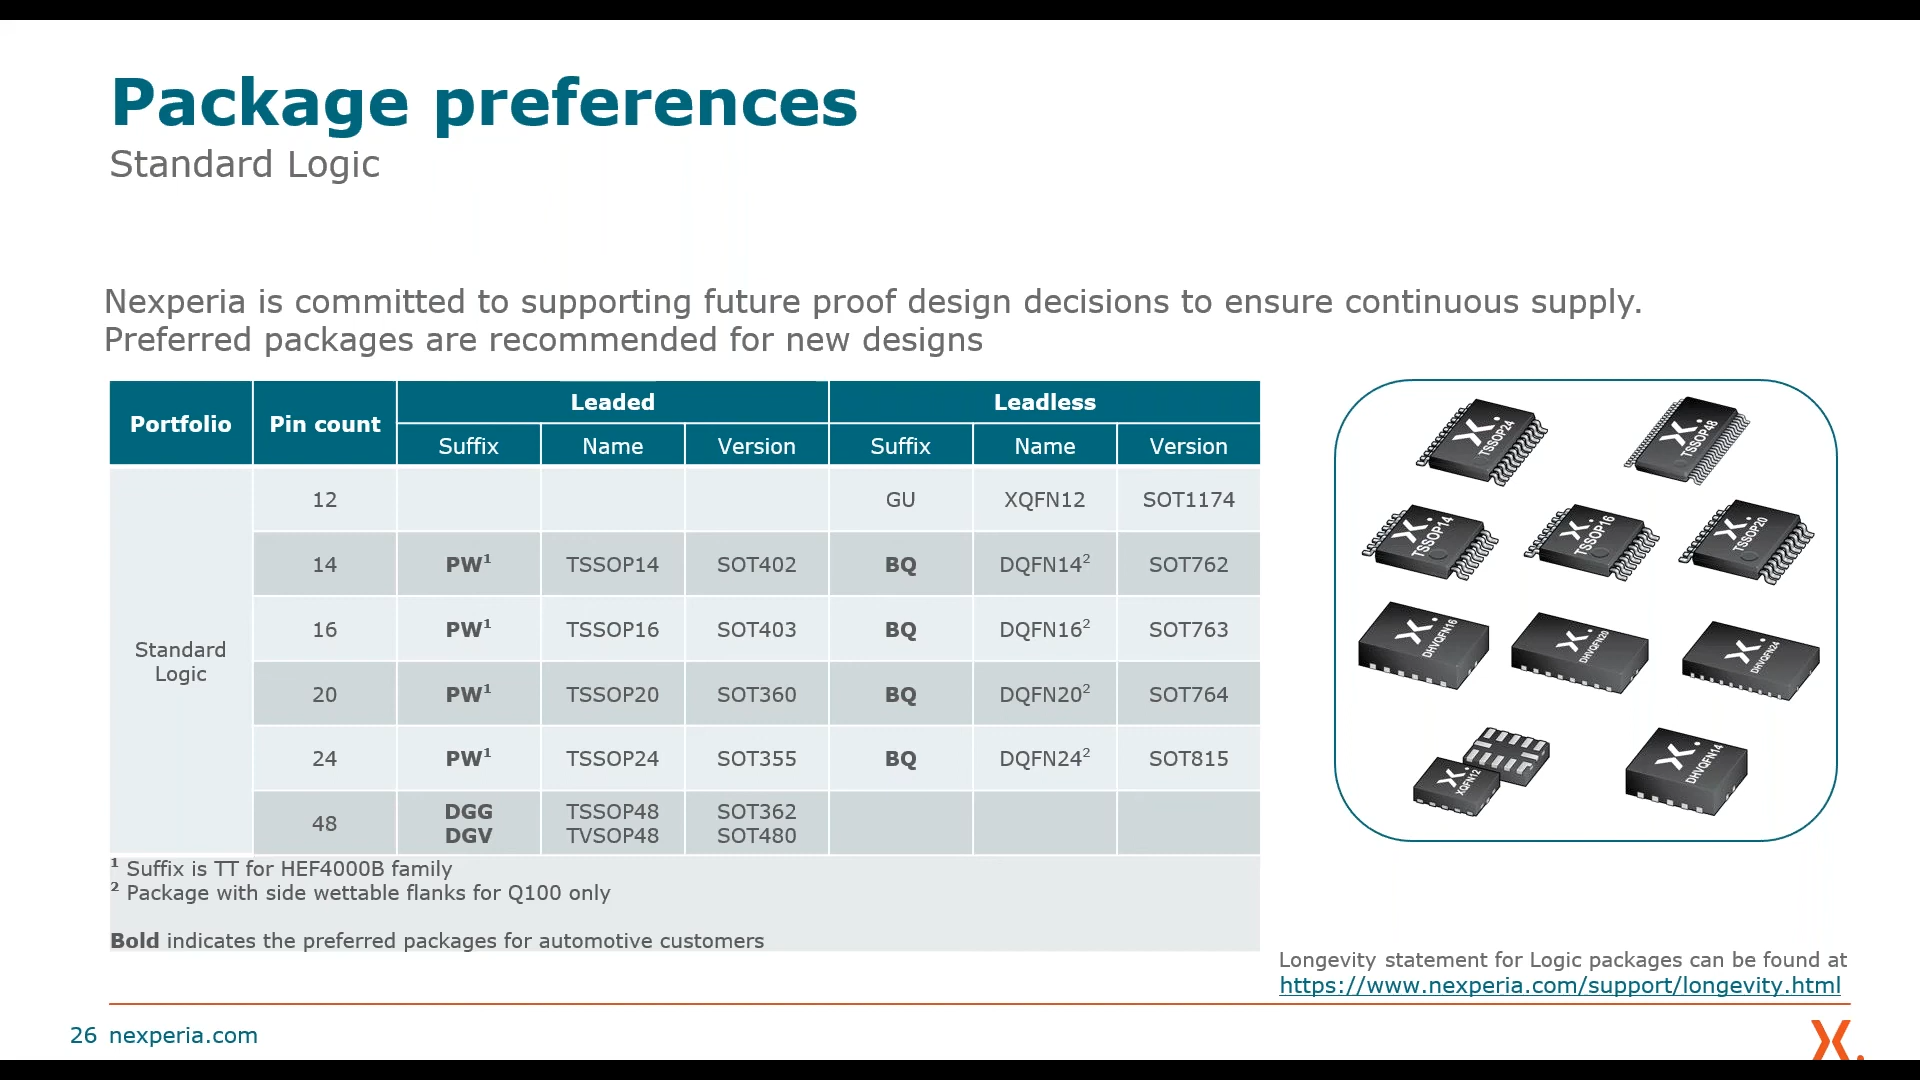 Package preferences
Standard Logic
Nexperia is committed to supporting future proof design decisions to ensure continuous supply.
Preferred packages are recommended for new designs
Portfolio Pin count Leaded Leadless
Suffix Name Version Suffix Name Version
Standard Logic
12 GU XQFN12 SOT1174
14 PW¹ TSSOP14 SOT402 BQ DQFN14² SOT762
16 PW¹ TSSOP16 SOT403 BQ DQFN16² SOT763
20 PW¹ TSSOP20 SOT360 BQ DQFN20² SOT764
24 PW¹ TSSOP24 SOT355 BQ DQFN24² SOT815
48 DGG TSSOP48 SOT362
DGV TVSOP48 SOT480
¹ Suffix is TT for HEF4000B family
² Package with side wettable flanks for Q100 only
Bold indicates the preferred packages for automotive customers
TSSOP24
TSSOP48
TSSOP14
TSSOP16
TSSOP20
DHVQFN16
DHVQFN20
DHVQFN24
XQFN12
DHVQFN14
Longevity statement for Logic packages can be found at
https://www.nexperia.com/support/longevity.html
26 nexperia.com